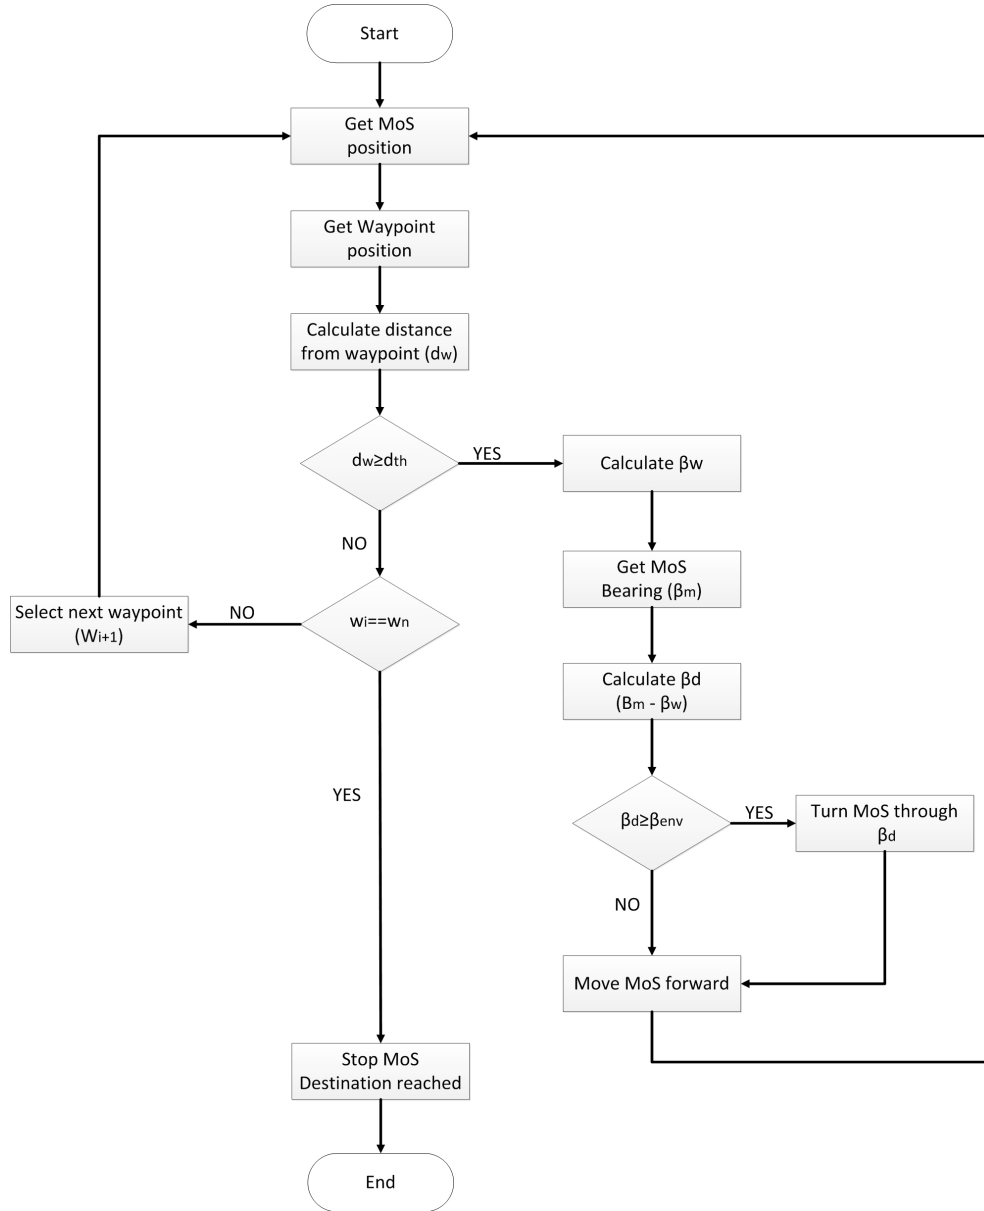 Start
Get MoS
position
Get Waypoint
position
Calculate distance
from waypoint (dw)
dw≥dth
YES
Calculate βw
NO
Get MoS
Bearing (βm)
Select next waypoint
(Wi+1)
NO
wi==wn
Calculate βd
(Bm - βw)
YES
βd≥βenv
YES
Turn MoS through
βd
NO
Move MoS forward
Stop MoS
Destination reached
End